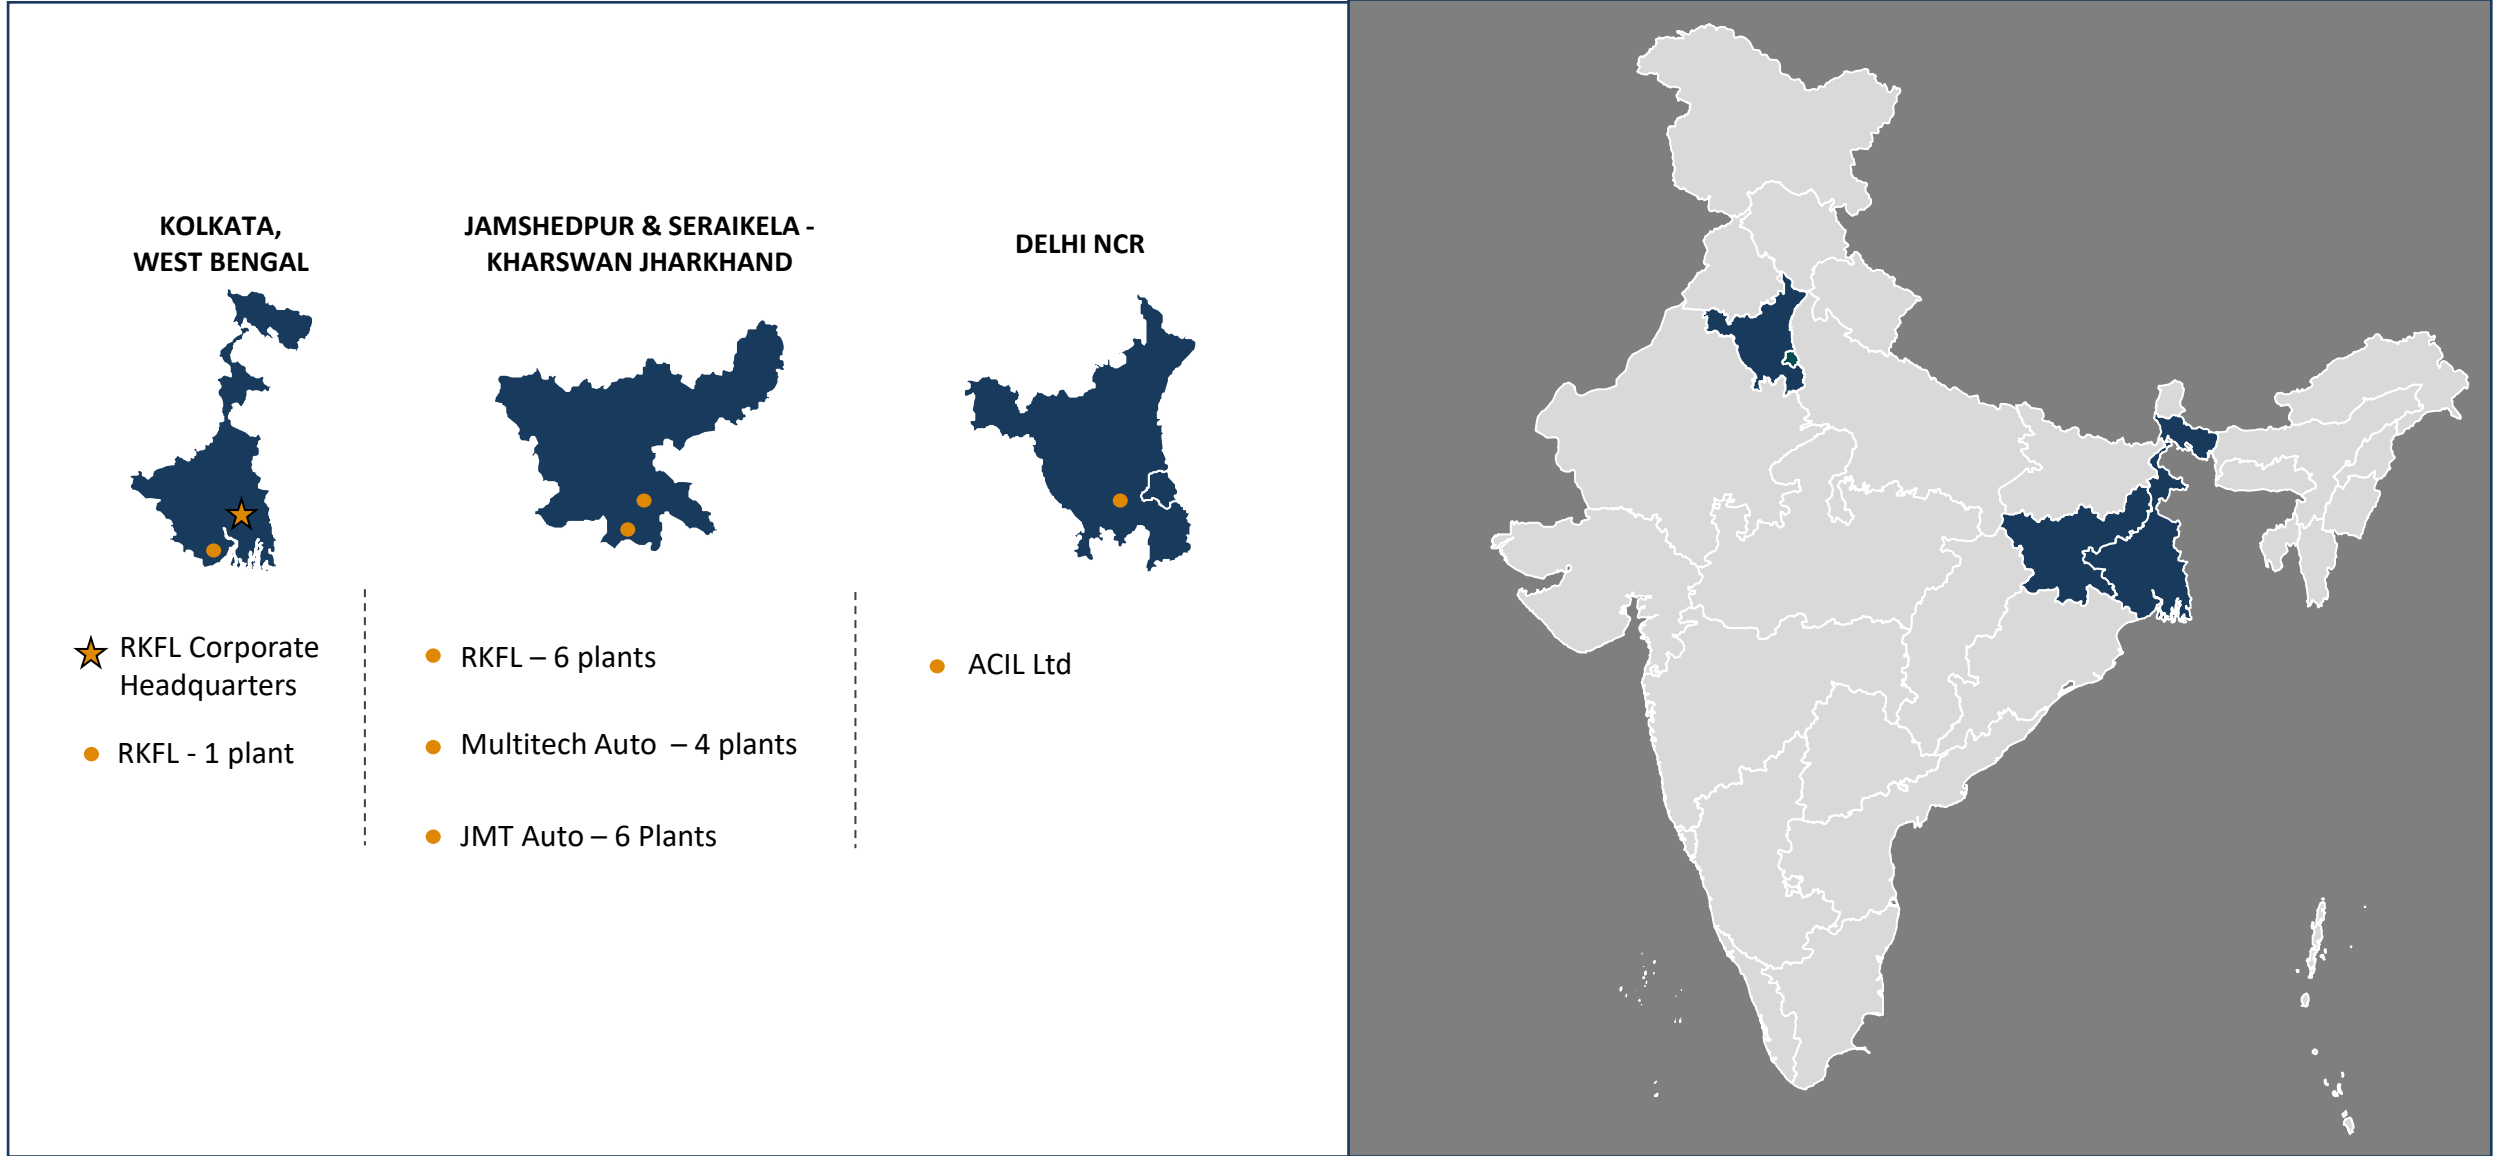 KOLKATA,
WEST BENGAL
RKFL Corporate
Headquarters
RKFL - 1 plant
JAMSHEDPUR & SERAIKELA -
KHARSWAN JHARKHAND
RKFL – 6 plants
Multitech Auto – 4 plants
JMT Auto – 6 Plants
DELHI NCR
ACIL Ltd